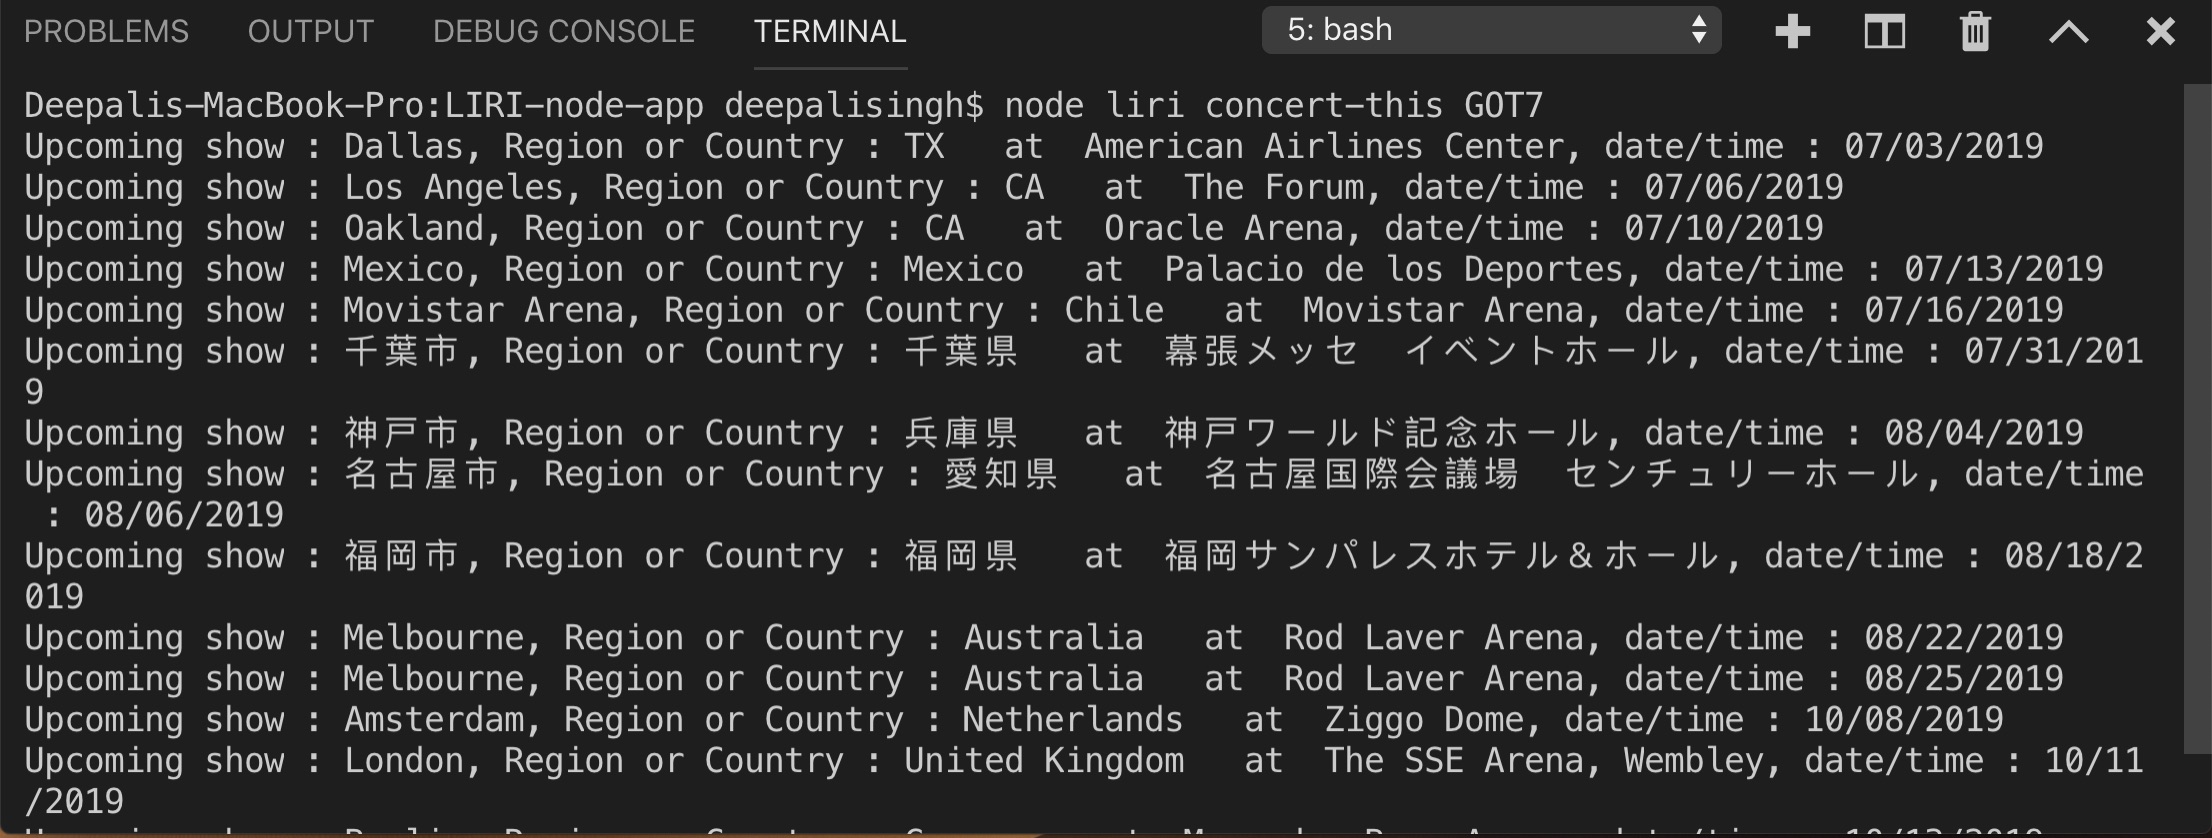 PROBLEMS OUTPUT DEBUG CONSOLE TERMINAL 5: bash
Deepalis-MacBook-Pro:LIRI-node-app deepalisingh$ node liri concert-this GOT7
Upcoming show : Dallas, Region or Country : TX   at  American Airlines Center, date/time : 07/03/2019
Upcoming show : Los Angeles, Region or Country : CA   at  The Forum, date/time : 07/06/2019
Upcoming show : Oakland, Region or Country : CA   at  Oracle Arena, date/time : 07/10/2019
Upcoming show : Mexico, Region or Country : Mexico   at  Palacio de los Deportes, date/time : 07/13/2019
Upcoming show : Movistar Arena, Region or Country : Chile   at  Movistar Arena, date/time : 07/16/2019
Upcoming show : 千葉市, Region or Country : 千葉県   at  幕張メッセ　イベントホール, date/time : 07/31/201
9
Upcoming show : 神戸市, Region or Country : 兵庫県   at  神戸ワールド記念ホール, date/time : 08/04/2019
Upcoming show : 名古屋市, Region or Country : 愛知県   at  名古屋国際会議場　センチュリーホール, date/time
 : 08/06/2019
Upcoming show : 福岡市, Region or Country : 福岡県   at  福岡サンパレスホテル＆ホール, date/time : 08/18/2
019
Upcoming show : Melbourne, Region or Country : Australia   at  Rod Laver Arena, date/time : 08/22/2019
Upcoming show : Melbourne, Region or Country : Australia   at  Rod Laver Arena, date/time : 08/25/2019
Upcoming show : Amsterdam, Region or Country : Netherlands   at  Ziggo Dome, date/time : 10/08/2019
Upcoming show : London, Region or Country : United Kingdom   at  The SSE Arena, Wembley, date/time : 10/11
/2019